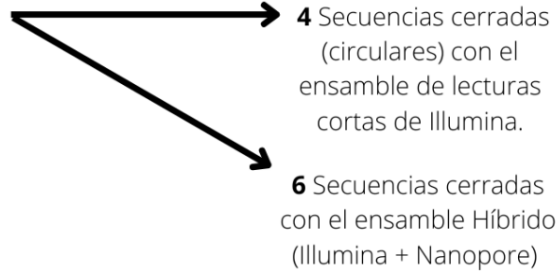 4 Secuencias cerradas
(circulares) con el
ensamble de lecturas
cortas de Illumina.
6 Secuencias cerradas
con el ensamble Híbrido
(Illumina + Nanopore)